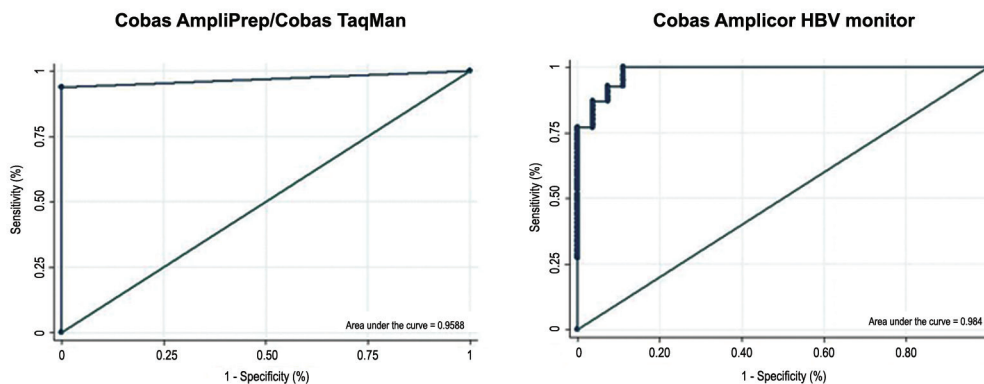 Cobas AmpliPrep/Cobas TaqMan
1
0.75
0.50
0.25
0
Sensitivity (%)
Area under the curve = 0.9588
0 0.25 0.50 0.75 1
1 - Specificity (%)
Cobas Amplicor HBV monitor
1
0.75
0.50
0.25
0
Sensitivity (%)
Area under the curve = 0.984
0 0.20 0.40 0.60 0.80
1 - Specificity (%)